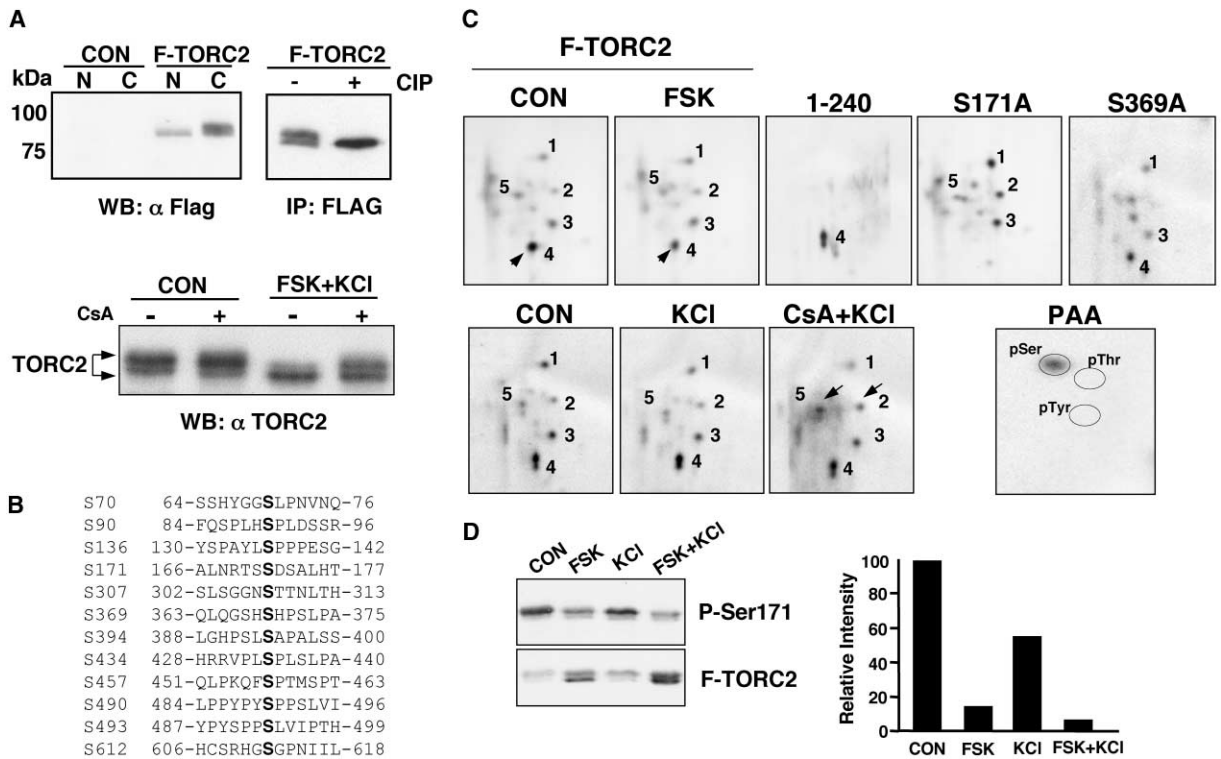 A
CON F-TORC2
N C N C
kDa
100
75
WB: α Flag
F-TORC2
- + CIP
IP: FLAG
CON FSK+KCl
CsA - + - +
TORC2
WB: α TORC2
B
S70 64-SSHYGGSLPNVNQ-76
S90 84-FQSPLHSPLDSSR-96
S136 130-YSPAYLSPPPESG-142
S171 166-ALNRTSSDSALHT-177
S307 302-SLSGGNSTTNLTH-313
S369 363-QLQGSHSHPSLPA-375
S394 388-LGHPSLSAPALSS-400
S434 428-HRRVPLSPLSLPA-440
S457 451-QLPKQFSPTMSPT-463
S490 484-LPPYPYSPPSLVI-496
S493 487-YPYSPPSLVIPTH-499
S612 606-HCSRHGSGPNIIL-618
C
F-TORC2
CON FSK 1-240 S171A S369A
1
5 2
3
4
1
5 2
3
4
4
1
5 2
3
1
3
4
CON KCl CsA+KCl PAA
1
5 2
3
4
1
5 2
3
4
1
5 2
3
4
pSer pThr
pTyr
D
CON FSK KCl FSK+KCl
P-Ser171
F-TORC2
Relative Intensity
100
80
60
40
20
0
CON FSK KCl FSK+KCl